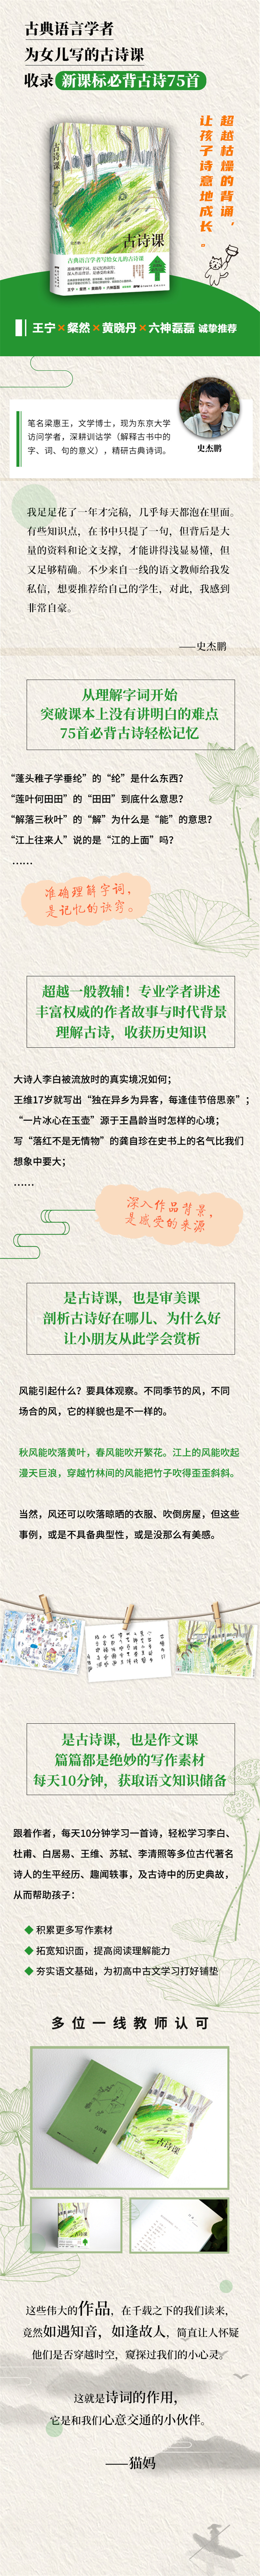 古典语言学者
为女儿写的古诗课
收录 新课标必背古诗75首
超越枯燥的背诵，
让孩子诗意地成长。
古诗课
古典语言学者写给女儿的古诗课
王宁×粲然×黄晓丹×六神磊磊 诚挚推荐
笔名梁惠王，文学博士，现为东京大学
访问学者，深耕训诂学（解释古书中的
字、词、句的意义），精研古典诗词。
史杰鹏
我足足花了一年才完稿，几乎每天都泡在里面。
有些知识点，在书中只提了一句，但背后是大
量的资料和论文支撑，才能讲得浅显易懂，但
又足够精确。不少来自一线的语文教师给我发
私信，想要推荐给自己的学生，对此，我感到
非常自豪。
——史杰鹏
从理解字词开始
突破课本上没有讲明白的难点
75首必背古诗轻松记忆
“蓬头稚子学垂纶”的“纶”是什么东西？
“莲叶何田田”的“田田”到底什么意思？
“解落三秋叶”的“解”为什么是“能”的意思？
“江上往来人”说的是“江的上面”吗？
……
准确理解字词，
是记忆的诀窍。
超越一般教辅！专业学者讲述
丰富权威的作者故事与时代背景
理解古诗，收获历史知识
大诗人李白被流放时的真实境况如何；
王维17岁就写出“独在异乡为异客，每逢佳节倍思亲”；
“一片冰心在玉壶”源于王昌龄当时怎样的心境；
写“落红不是无情物”的龚自珍在史书上的名气比我们
想象中要大；
……
深入作品背景，
是感受的来源
是古诗课，也是审美课
剖析古诗好在哪儿、为什么好
让小朋友从此学会赏析
风能引起什么？要具体观察。不同季节的风，不同
场合的风，它的样貌也是不一样的。
秋风能吹落黄叶，春风能吹开繁花。江上的风能吹起
漫天巨浪，穿越竹林间的风能把竹子吹得歪歪斜斜。
当然，风还可以吹落晾晒的衣服、吹倒房屋，但这些
事例，或是不具备典型性，或是没那么有美感。
是古诗课，也是作文课
篇篇都是绝妙的写作素材
每天10分钟，获取语文知识储备
跟着作者，每天10分钟学习一首诗，轻松学习李白、
杜甫、白居易、王维、苏轼、李清照等多位古代著名
诗人的生平经历、趣闻轶事，及古诗中的历史典故，
从而帮助孩子：
◆ 积累更多写作素材
◆ 拓宽知识面，提高阅读理解能力
◆ 夯实语文基础，为初高中古文学习打好铺垫
多位一线教师认可
古诗课
古诗课
这些伟大的作品，在千载之下的我们读来，
竟然如遇知音，如逢故人，简直让人怀疑
他们是否穿越时空，窥探过我们的小心灵。
这就是诗词的作用，
它是和我们心意交通的小伙伴。
——猫妈